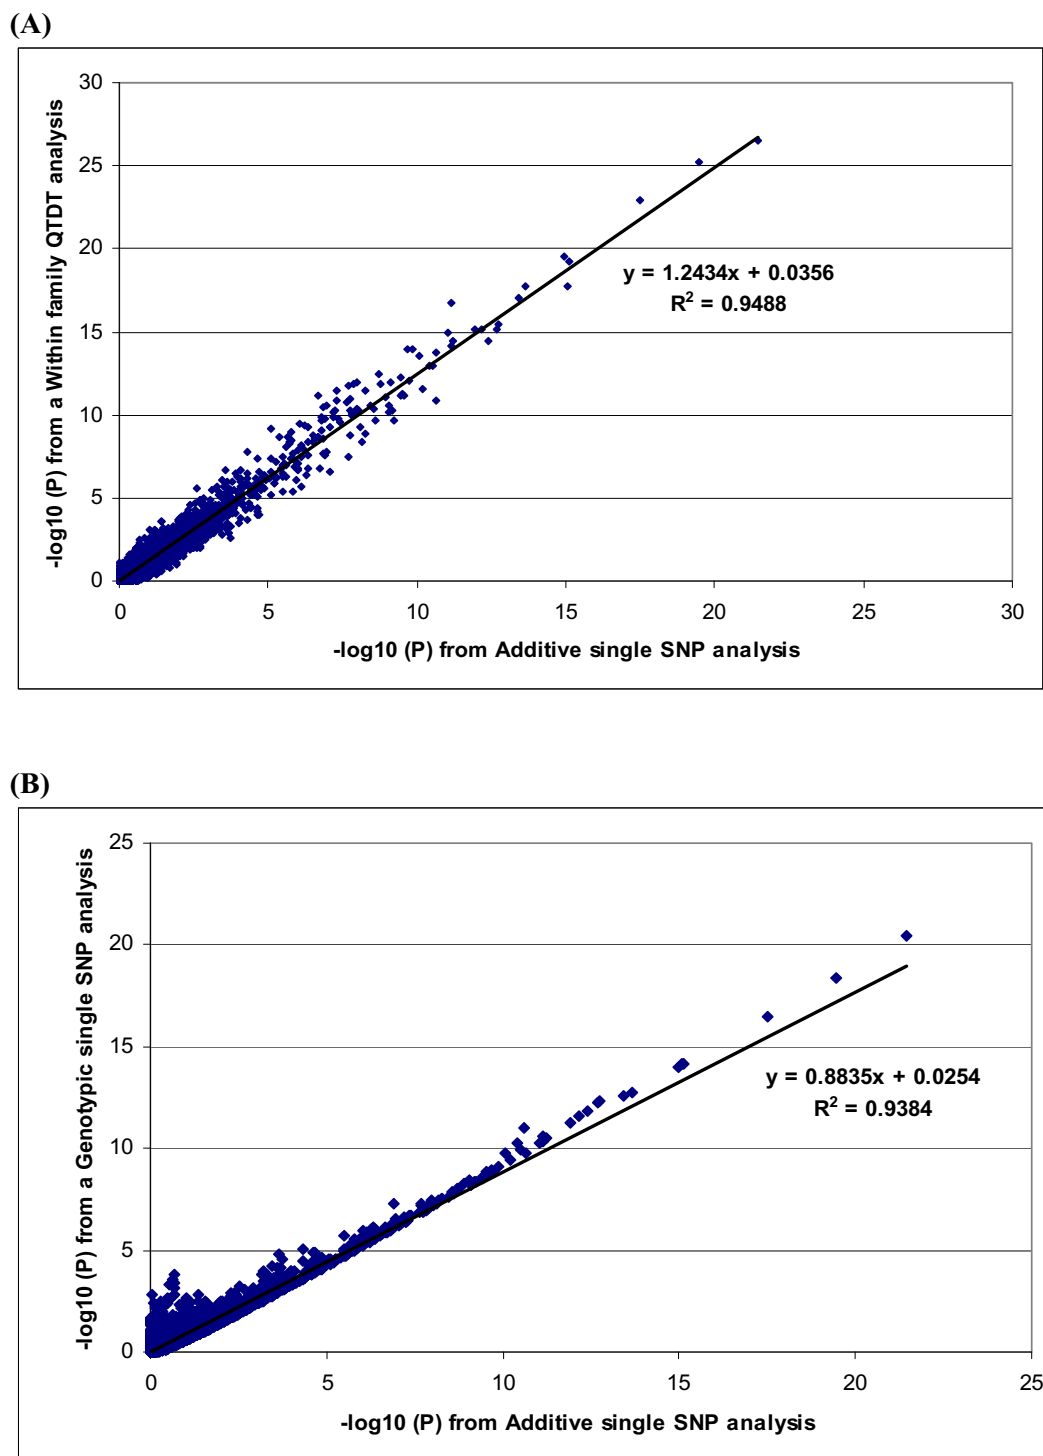 (A)
-log10 (P) from a Within family QTDT analysis
30
25
20
15
10
5
0
y = 1.2434x + 0.0356
R² = 0.9488
0 5 10 15 20 25 30
-log10 (P) from Additive single SNP analysis
(B)
-log10 (P) from a Genotypic single SNP analysis
25
20
15
10
5
0
y = 0.8835x + 0.0254
R² = 0.9384
0 5 10 15 20 25
-log10 (P) from Additive single SNP analysis